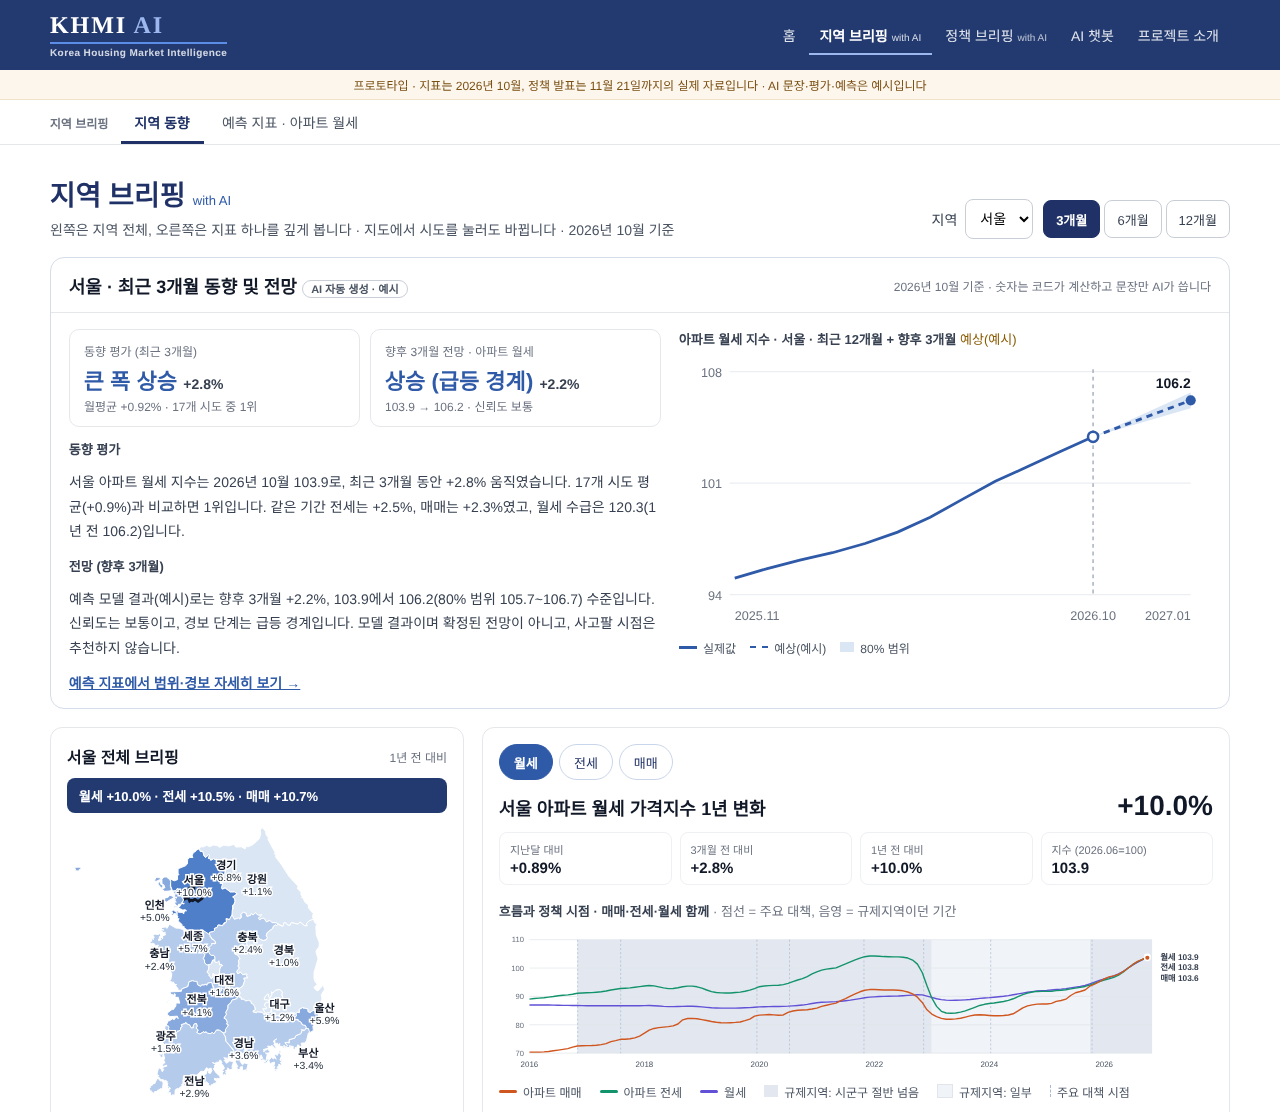 KHMI AI
Korea Housing Market Intelligence
홈
지역 브리핑 with AI
정책 브리핑 with AI
AI 챗봇
프로젝트 소개
프로토타입 · 지표는 2026년 10월, 정책 발표는 11월 21일까지의 실제 자료입니다 · AI 문장·평가·예측은 예시입니다
지역 브리핑
지역 동향
예측 지표 · 아파트 월세
지역 브리핑 with AI
왼쪽은 지역 전체, 오른쪽은 지표 하나를 깊게 봅니다 · 지도에서 시도를 눌러도 바뀝니다 · 2026년 10월 기준
지역
서울
3개월
6개월
12개월
서울 · 최근 3개월 동향 및 전망 AI 자동 생성 · 예시
2026년 10월 기준 · 숫자는 코드가 계산하고 문장만 AI가 씁니다
동향 평가 (최근 3개월)
큰 폭 상승 +2.8%
월평균 +0.92% · 17개 시도 중 1위
향후 3개월 전망 · 아파트 월세
상승 (급등 경계) +2.2%
103.9 → 106.2 · 신뢰도 보통
동향 평가
서울 아파트 월세 지수는 2026년 10월 103.9로, 최근 3개월 동안 +2.8% 움직였습니다. 17개 시도 평
균(+0.9%)과 비교하면 1위입니다. 같은 기간 전세는 +2.5%, 매매는 +2.3%였고, 월세 수급은 120.3(1
년 전 106.2)입니다.
전망 (향후 3개월)
예측 모델 결과(예시)로는 향후 3개월 +2.2%, 103.9에서 106.2(80% 범위 105.7~106.7) 수준입니다.
신뢰도는 보통이고, 경보 단계는 급등 경계입니다. 모델 결과이며 확정된 전망이 아니고, 사고팔 시점은
추천하지 않습니다.
예측 지표에서 범위·경보 자세히 보기 →
아파트 월세 지수 · 서울 · 최근 12개월 + 향후 3개월 예상(예시)
108
101
94
106.2
2025.11
2026.10
2027.01
실제값
예상(예시)
80% 범위
서울 전체 브리핑
1년 전 대비
월세 +10.0% · 전세 +10.5% · 매매 +10.7%
경기
+6.8%
서울
+10.0%
강원
+1.1%
인천
+5.0%
세종
+5.7%
충북
+2.4%
충남
+2.4%
경북
+1.0%
대전
+1.6%
전북
+4.1%
대구
+1.2%
울산
+5.9%
광주
+1.5%
경남
+3.6%
부산
+3.4%
전남
+2.9%
월세
전세
매매
서울 아파트 월세 가격지수 1년 변화
+10.0%
지난달 대비
+0.89%
3개월 전 대비
+2.8%
1년 전 대비
+10.0%
지수 (2026.06=100)
103.9
흐름과 정책 시점 · 매매·전세·월세 함께 · 점선 = 주요 대책, 음영 = 규제지역이던 기간
110
100
90
80
70
2016
2018
2020
2022
2024
2026
월세 103.9
전세 103.8
매매 103.6
아파트 매매
아파트 전세
월세
규제지역: 시군구 절반 넘음
규제지역: 일부
주요 대책 시점